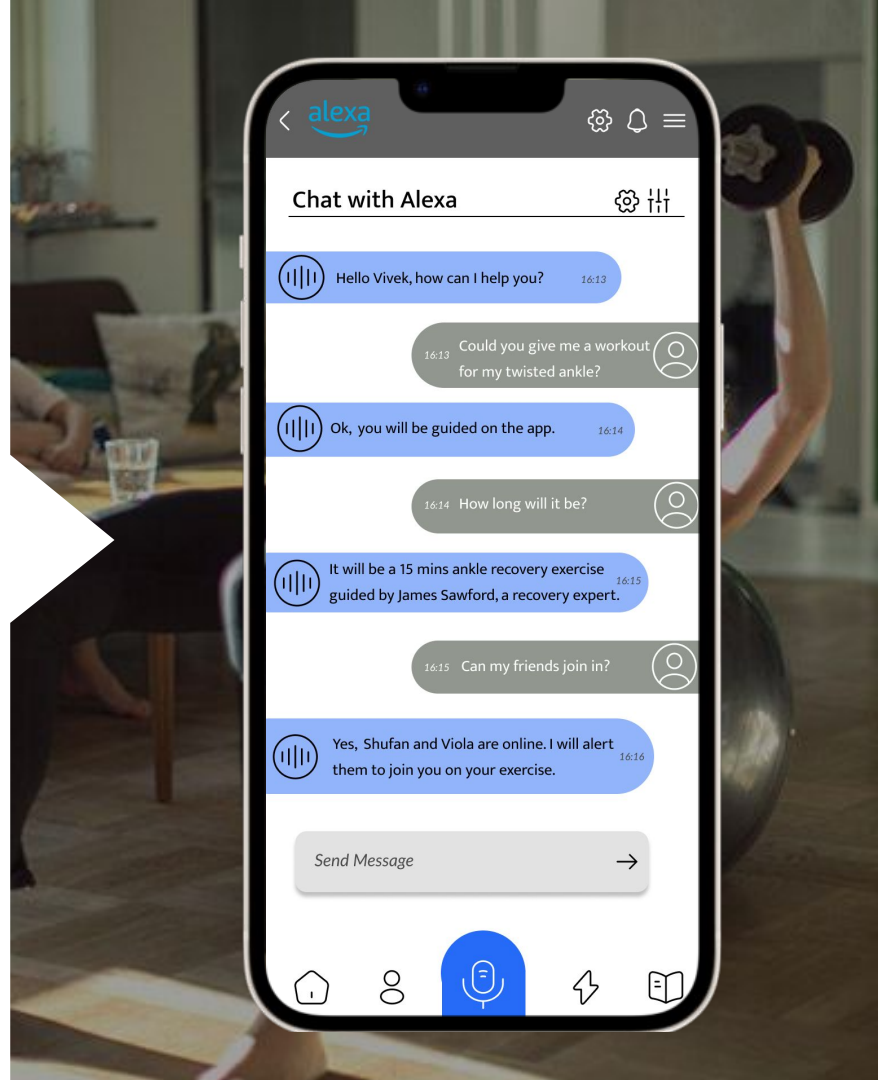 alexa
Chat with Alexa
Hello Vivek, how can I help you? 16:13
16:13 Could you give me a workout
for my twisted ankle?
Ok, you will be guided on the app. 16:14
16:14 How long will it be?
It will be a 15 mins ankle recovery exercise
16:15
guided by James Sawford, a recovery expert.
16:15 Can my friends join in?
Yes, Shufan and Viola are online. I will alert
16:16
them to join you on your exercise.
Send Message